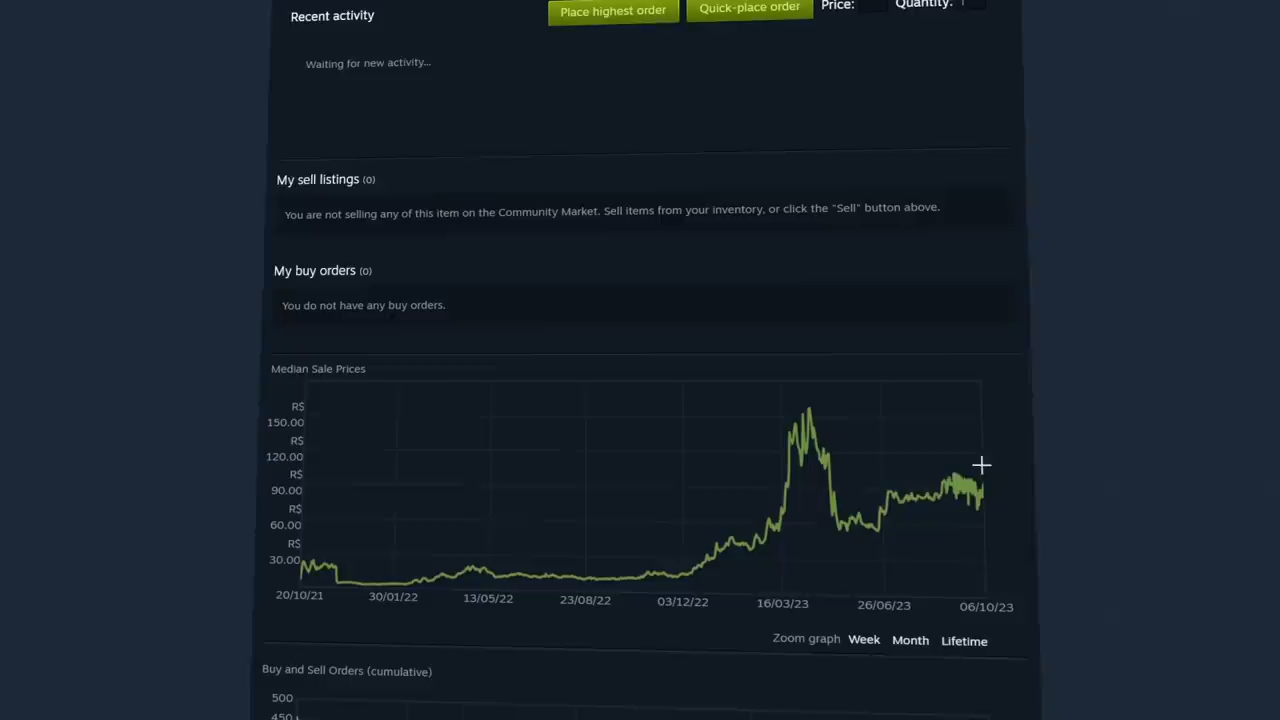 Recent activity
Place highest order
Quick-place order
Price:
Quantity:
Waiting for new activity...
My sell listings (0)
You are not selling any of this item on the Community Market. Sell items from your inventory, or click the "Sell" button above.
My buy orders (0)
You do not have any buy orders.
Median Sale Prices
R$
150.00
R$
120.00
R$
90.00
R$
60.00
R$
30.00
20/10/21 30/01/22 13/05/22 23/08/22 03/12/22 16/03/23 26/06/23 06/10/23
Zoom graph Week Month Lifetime
Buy and Sell Orders (cumulative)
500
450